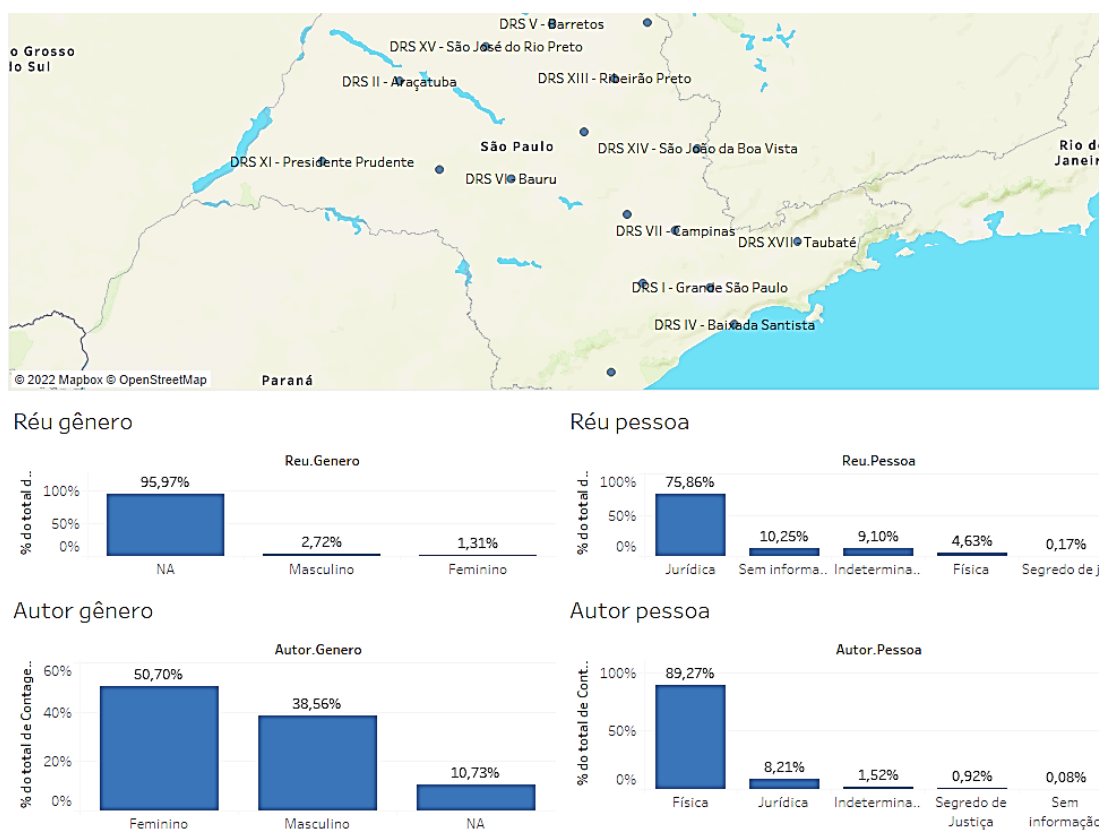 DRS V - Barretos
o Grosso
do Sul
DRS XV - São José do Rio Preto
DRS II - Araçatuba
DRS XIII - Ribeirão Preto
São Paulo
DRS XIV - São João da Boa Vista
Rio de
Janeir
DRS XI - Presidente Prudente
DRS VI - Bauru
DRS VII - Campinas
DRS XVII - Taubaté
DRS I - Grande São Paulo
DRS IV - Baixada Santista
© 2022 Mapbox © OpenStreetMap
Paraná
Réu gênero
Reu.Genero
% do total d..
100%
50%
0%
95,97%
2,72%
1,31%
NA
Masculino
Feminino
Réu pessoa
Reu.Pessoa
% do total d..
100%
50%
0%
75,86%
10,25%
9,10%
4,63%
0,17%
Jurídica
Sem informa..
Indetermina..
Física
Segredo de j
Autor gênero
Autor.Genero
% do total de Contage..
60%
40%
20%
0%
50,70%
38,56%
10,73%
Feminino
Masculino
NA
Autor pessoa
Autor.Pessoa
% do total de Cont..
100%
50%
0%
89,27%
8,21%
1,52%
0,92%
0,08%
Física
Jurídica
Indetermina..
Segredo de
Justiça
Sem
informação